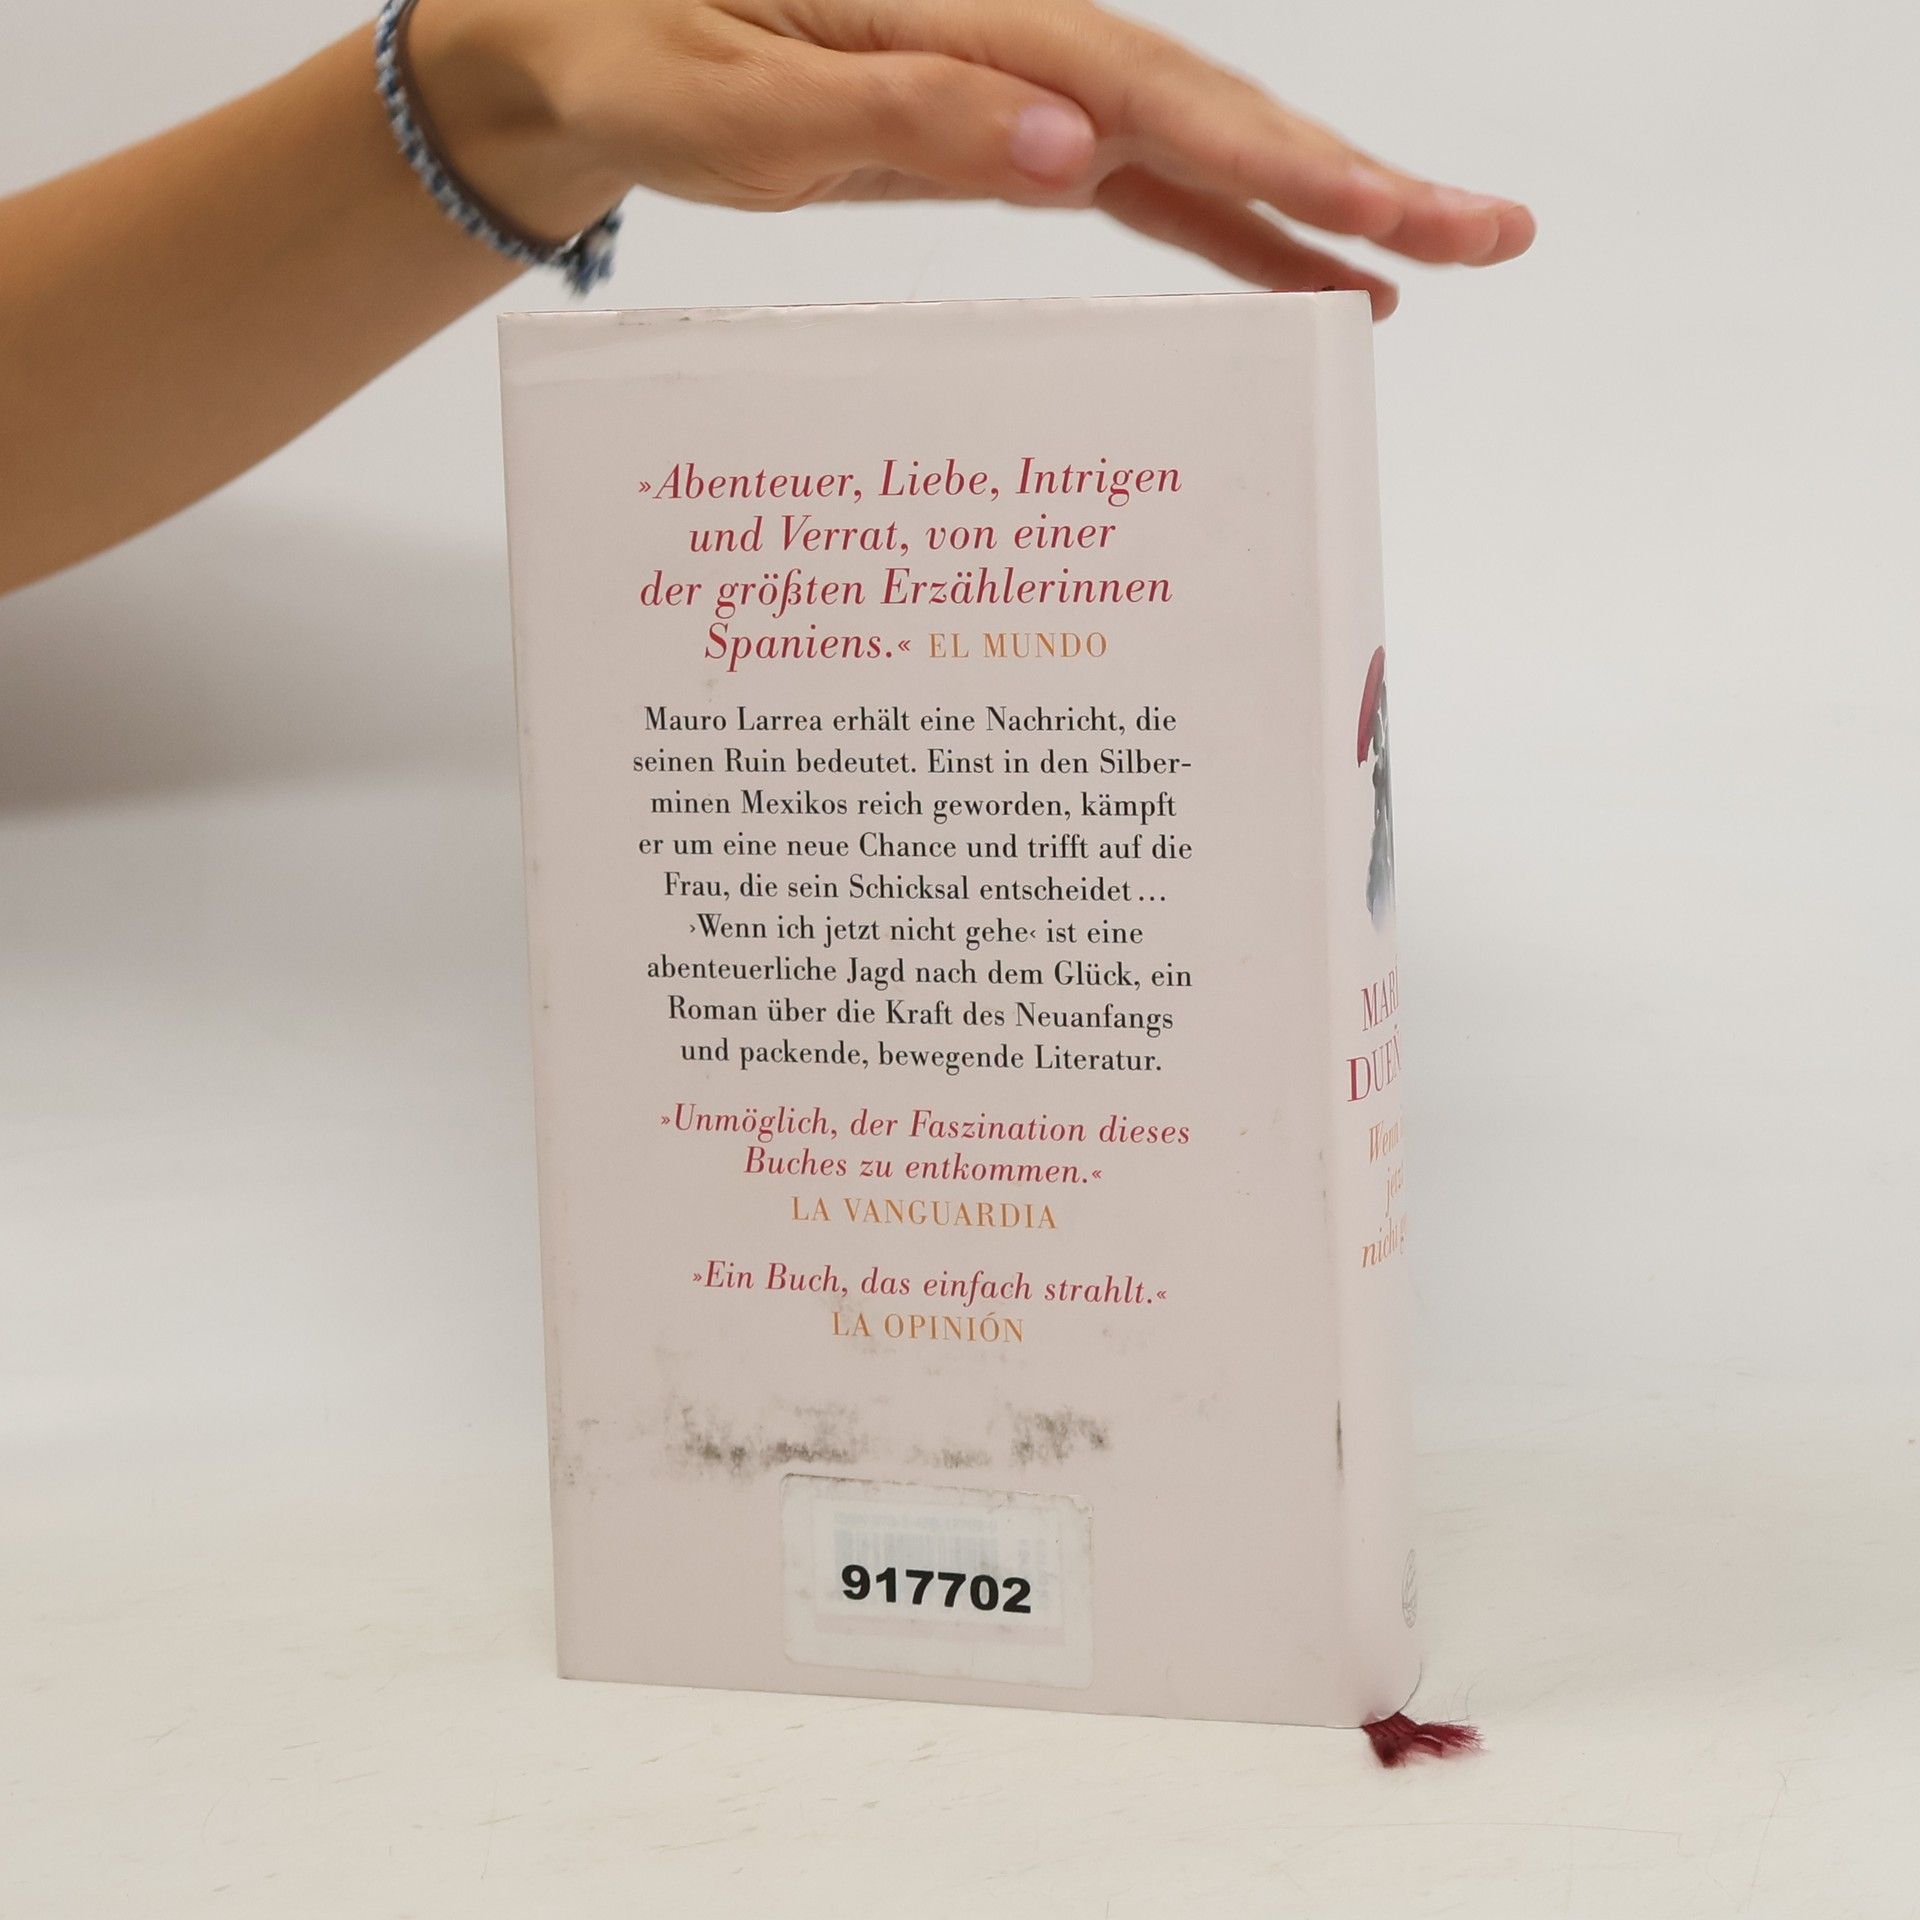 »Abenteuer, Liebe, Intrigen
und Verrat, von einer
der größten Erzählerinnen
Spaniens.« EL MUNDO
Mauro Larrea erhält eine Nachricht, die
seinen Ruin bedeutet. Einst in den Silber-
minen Mexikos reich geworden, kämpft
er um eine neue Chance und trifft auf die
Frau, die sein Schicksal entscheidet...
›Wenn ich jetzt nicht gehe‹ ist eine
abenteuerliche Jagd nach dem Glück, ein
Roman über die Kraft des Neuanfangs
und packende, bewegende Literatur.
»Unmöglich, der Faszination dieses
Buches zu entkommen.«
LA VANGUARDIA
»Ein Buch, das einfach strahlt.«
LA OPINIÓN
917702
Wenn
jetzt
nicht